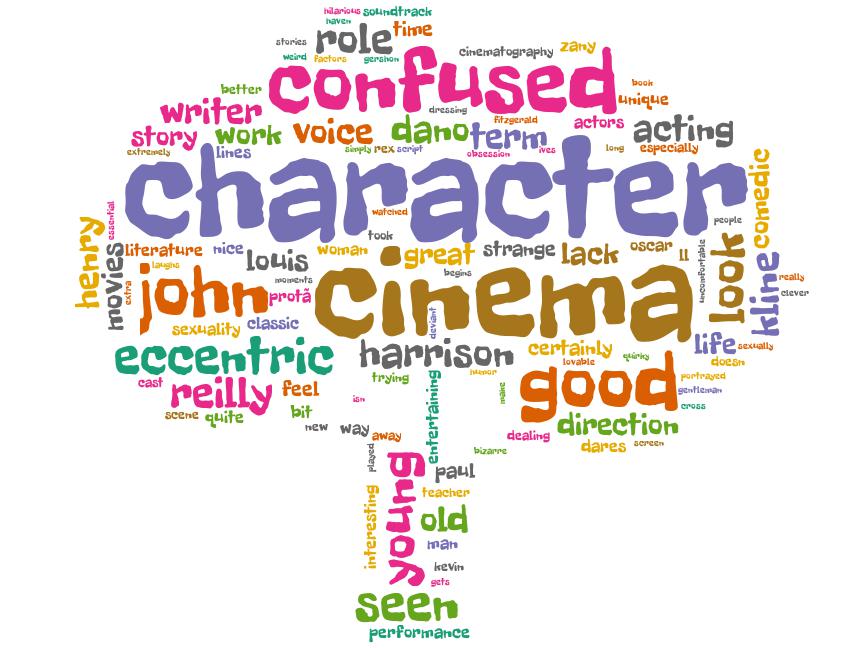 hilarious soundtrack
haven
stories role time
weird factors gershon cinematography zany
better confused book
writer dressing unique
fitzgerald actors
story work voice dano term acting
extremely lines simply rex script obsession ives long especially
character
watched people
took
literature nice louis woman great strange lack oscar ll
henry essential movies extra laughs moments begins uncomfortable look comedic kline
john protã cinema really
clever
sexuality classic deviant
eccentric harrison certainly life sexually
lovable quirky doesn
cast reilly feel trying humor good portrayed
gentleman
isn make cross
scene quite bit entertaining direction
new way away dealing dares screen
played bizarre
young paul
interesting teacher
old
man
kevin
gets
seen
performance